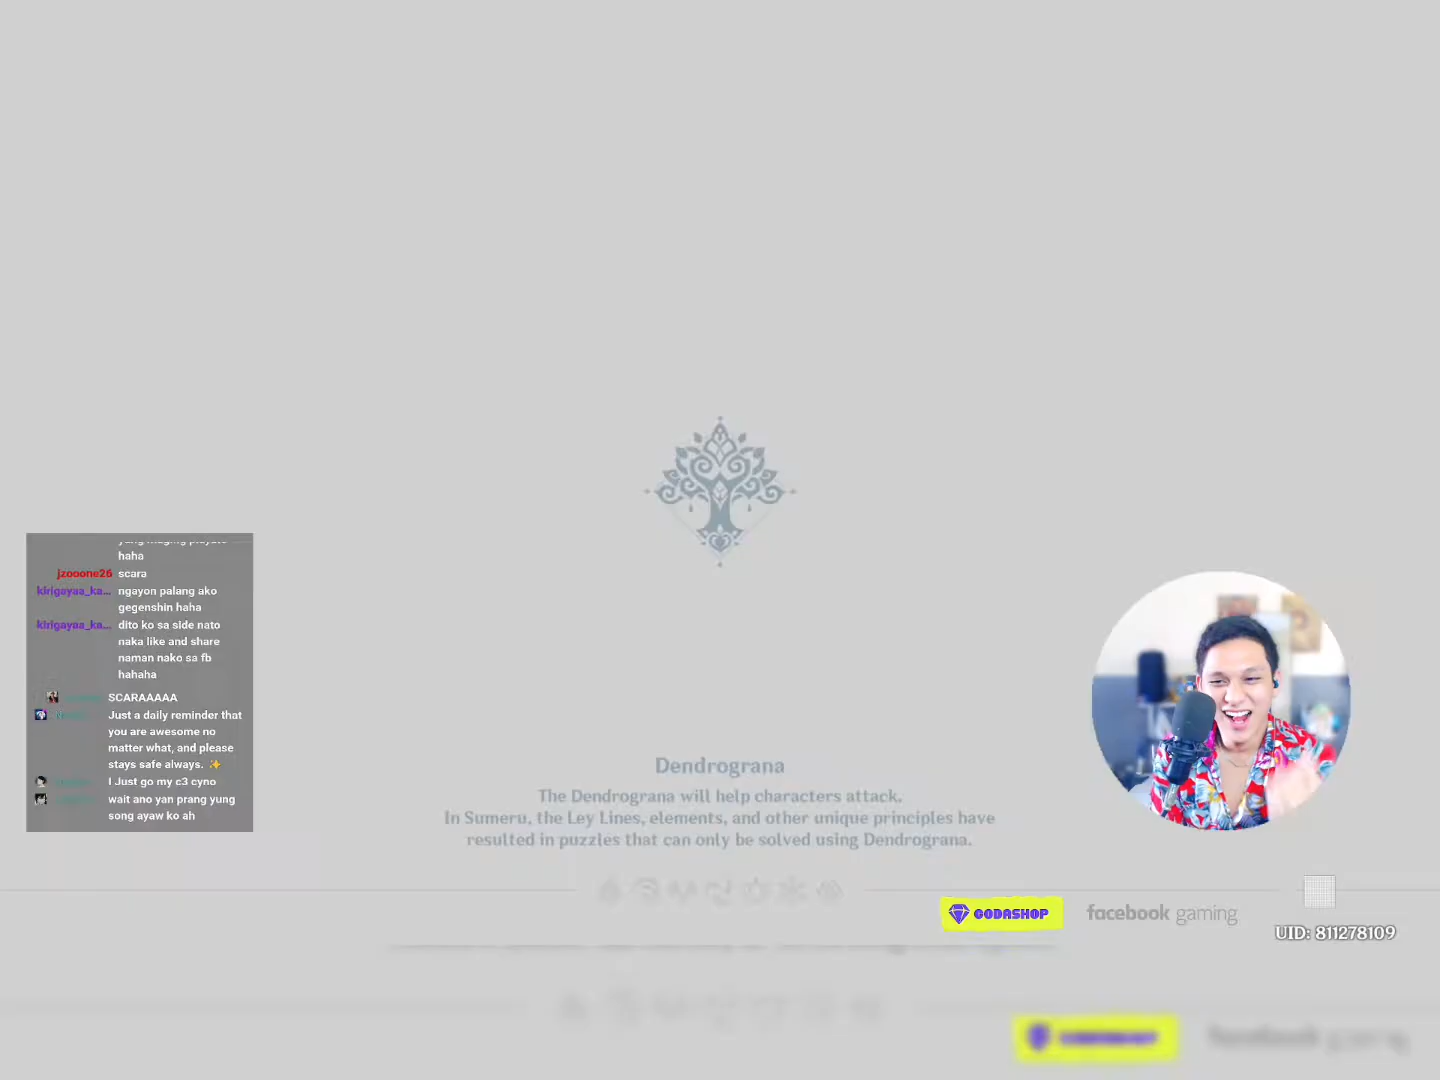 haha
jzooone26 scara
kirigayaa_ka... ngayon palang ako
gegenshin haha
kirigayaa_ka... dito ko sa side nato
naka like and share
naman nako sa fb
hahaha
SCARAAAAA
Just a daily reminder that
you are awesome no
matter what, and please
stays safe always. ✨
I Just go my c3 cyno
wait ano yan prang yung
song ayaw ko ah
Dendrograna
The Dendrograna will help characters attack.
In Sumeru, the Ley Lines, elements, and other unique principles have
resulted in puzzles that can only be solved using Dendrograna.
CODASHOP
facebook gaming
UID: 811278109